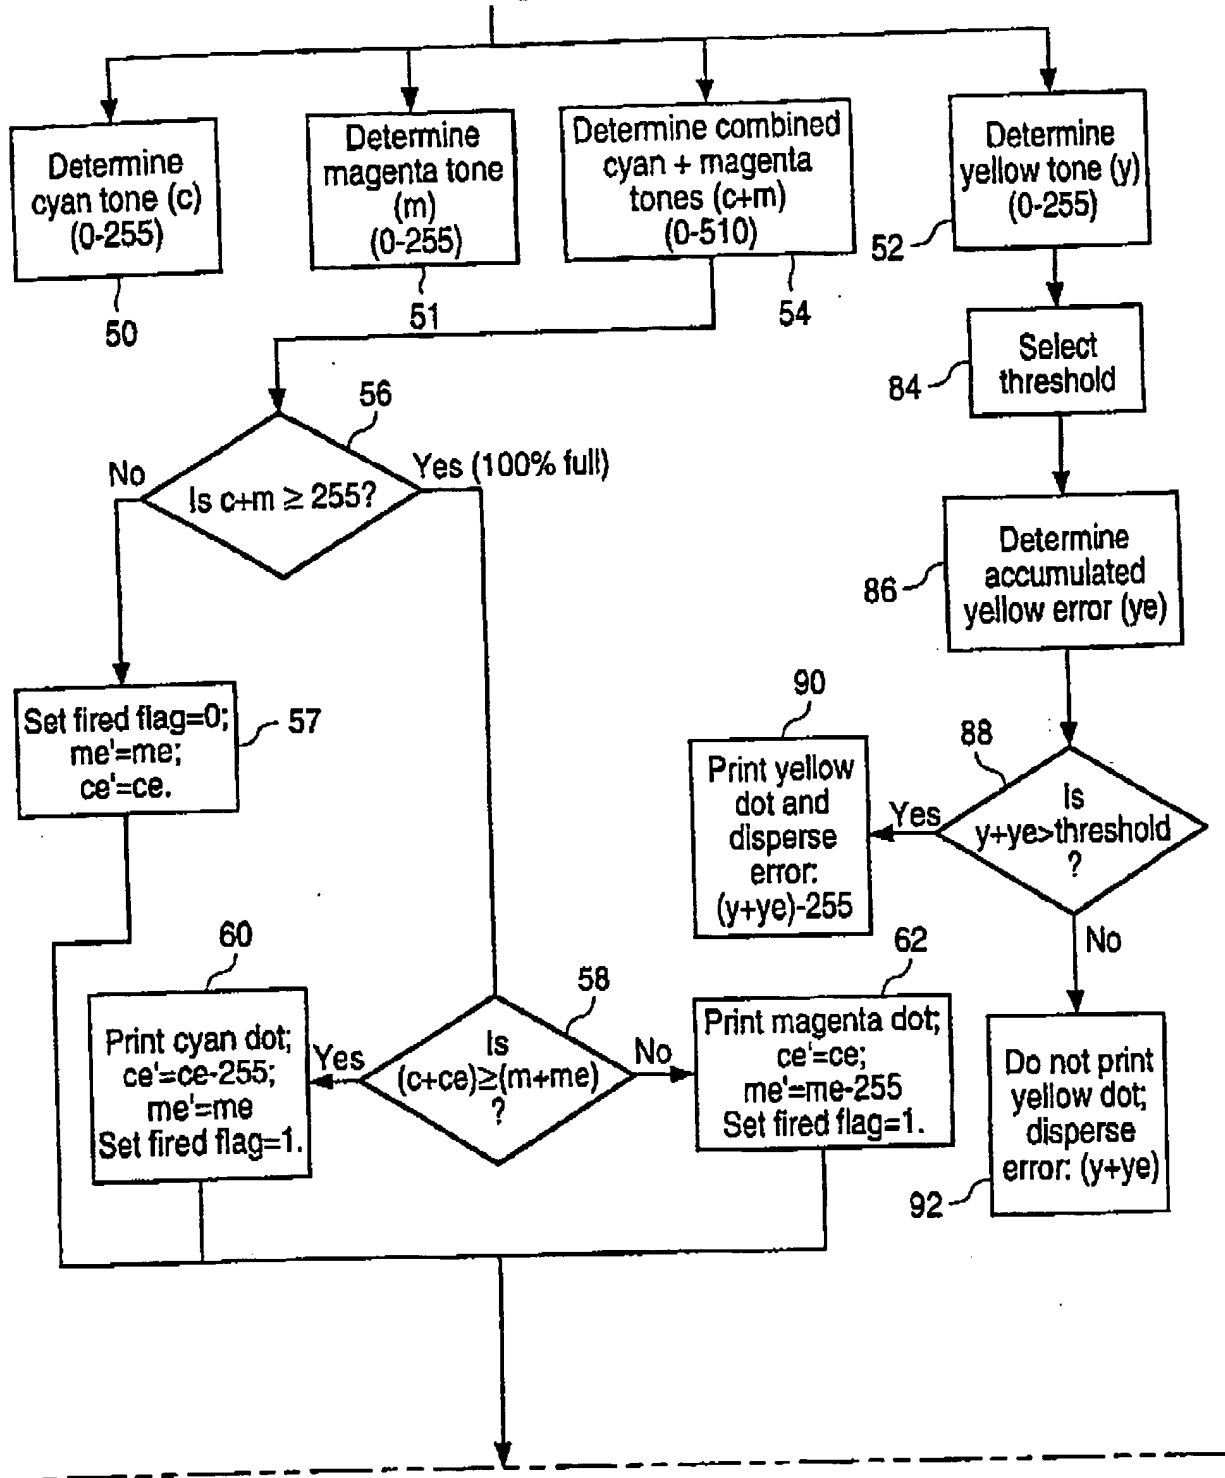 Determine
cyan tone (c)
(0-255)
50
Determine
magenta tone
(m)
(0-255)
51
Determine combined
cyan + magenta
tones (c+m)
(0-510)
54
Determine
yellow tone (y)
(0-255)
52
Select
threshold
84
56
No
Is c+m ≥ 255?
Yes (100% full)
Determine
accumulated
yellow error (ye)
86
Set fired flag=0;
me'=me;
ce'=ce.
57
90
Print yellow
dot and
disperse
error:
(y+ye)-255
88
Yes
Is
y+ye>threshold
?
No
60
Print cyan dot;
ce'=ce-255;
me'=me
Set fired flag=1.
Yes
58
Is
(c+ce)≥(m+me)
?
No
62
Print magenta dot;
ce'=ce;
me'=me-255
Set fired flag=1.
Do not print
yellow dot;
disperse
error: (y+ye)
92